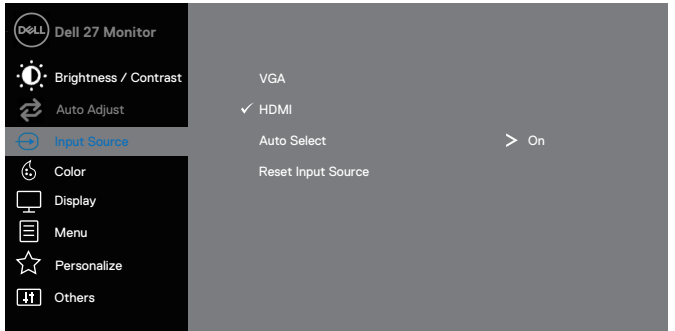 DELL Dell 27 Monitor
Brightness / Contrast
VGA
Auto Adjust
HDMI
Input Source
Auto Select > On
Color
Reset Input Source
Display
Menu
Personalize
Others